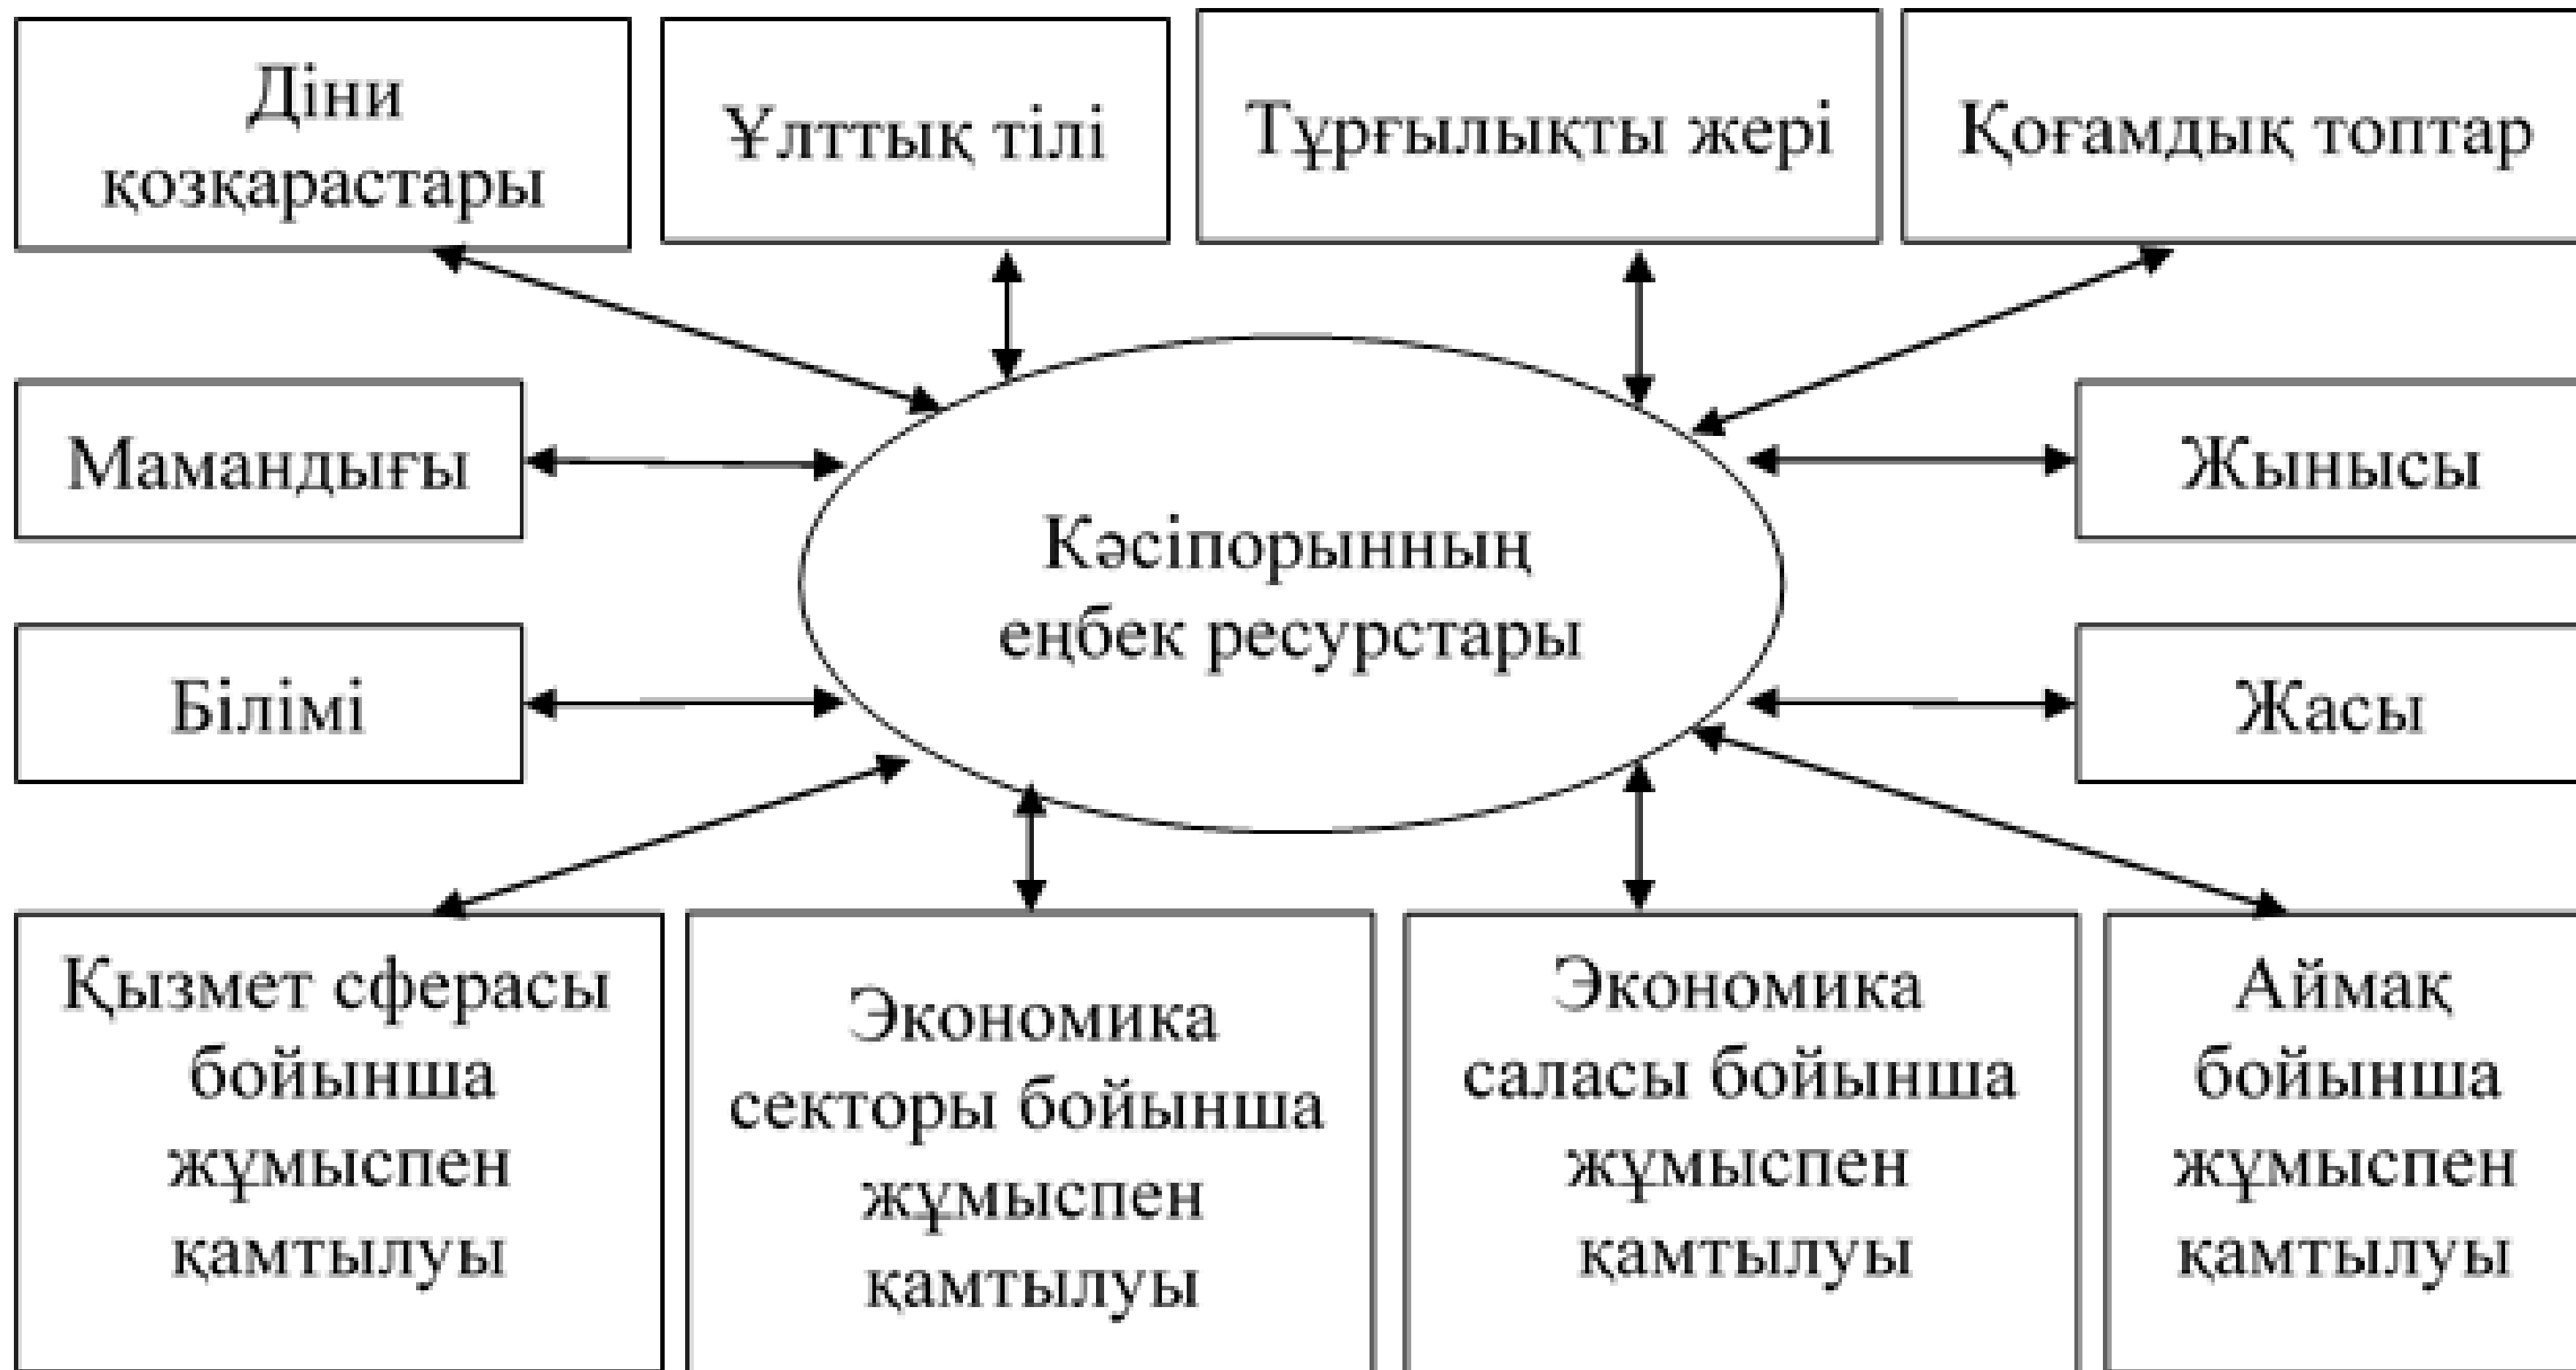 Діни
қозқарастары
Ұлттық тілі
Тұрғылықты жері
Қоғамдық топтар
Мамандығы
Жынысы
Кәсіпорынның
еңбек ресурстары
Білімі
Жасы
Қызмет сферасы
бойынша
жұмыспен
қамтылуы
Экономика
секторы бойынша
жұмыспен
қамтылуы
Экономика
саласы бойынша
жұмыспен
қамтылуы
Аймақ
бойынша
жұмыспен
қамтылуы